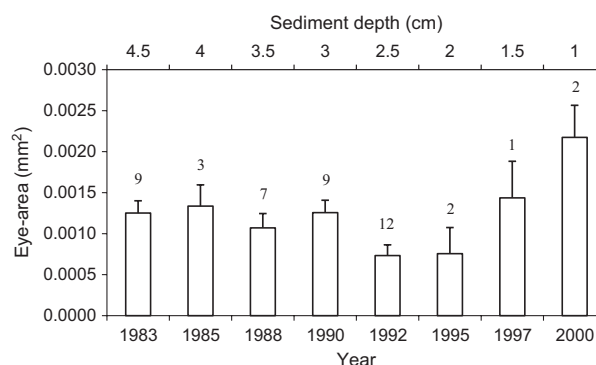 Sediment depth (cm)
4.5 4 3.5 3 2.5 2 1.5 1
0.0030
0.0025
0.0020
0.0015
0.0010
0.0005
0.0000
Eye-area (mm²)
9 3 7 9 12 2 1 2
1983 1985 1988 1990 1992 1995 1997 2000
Year